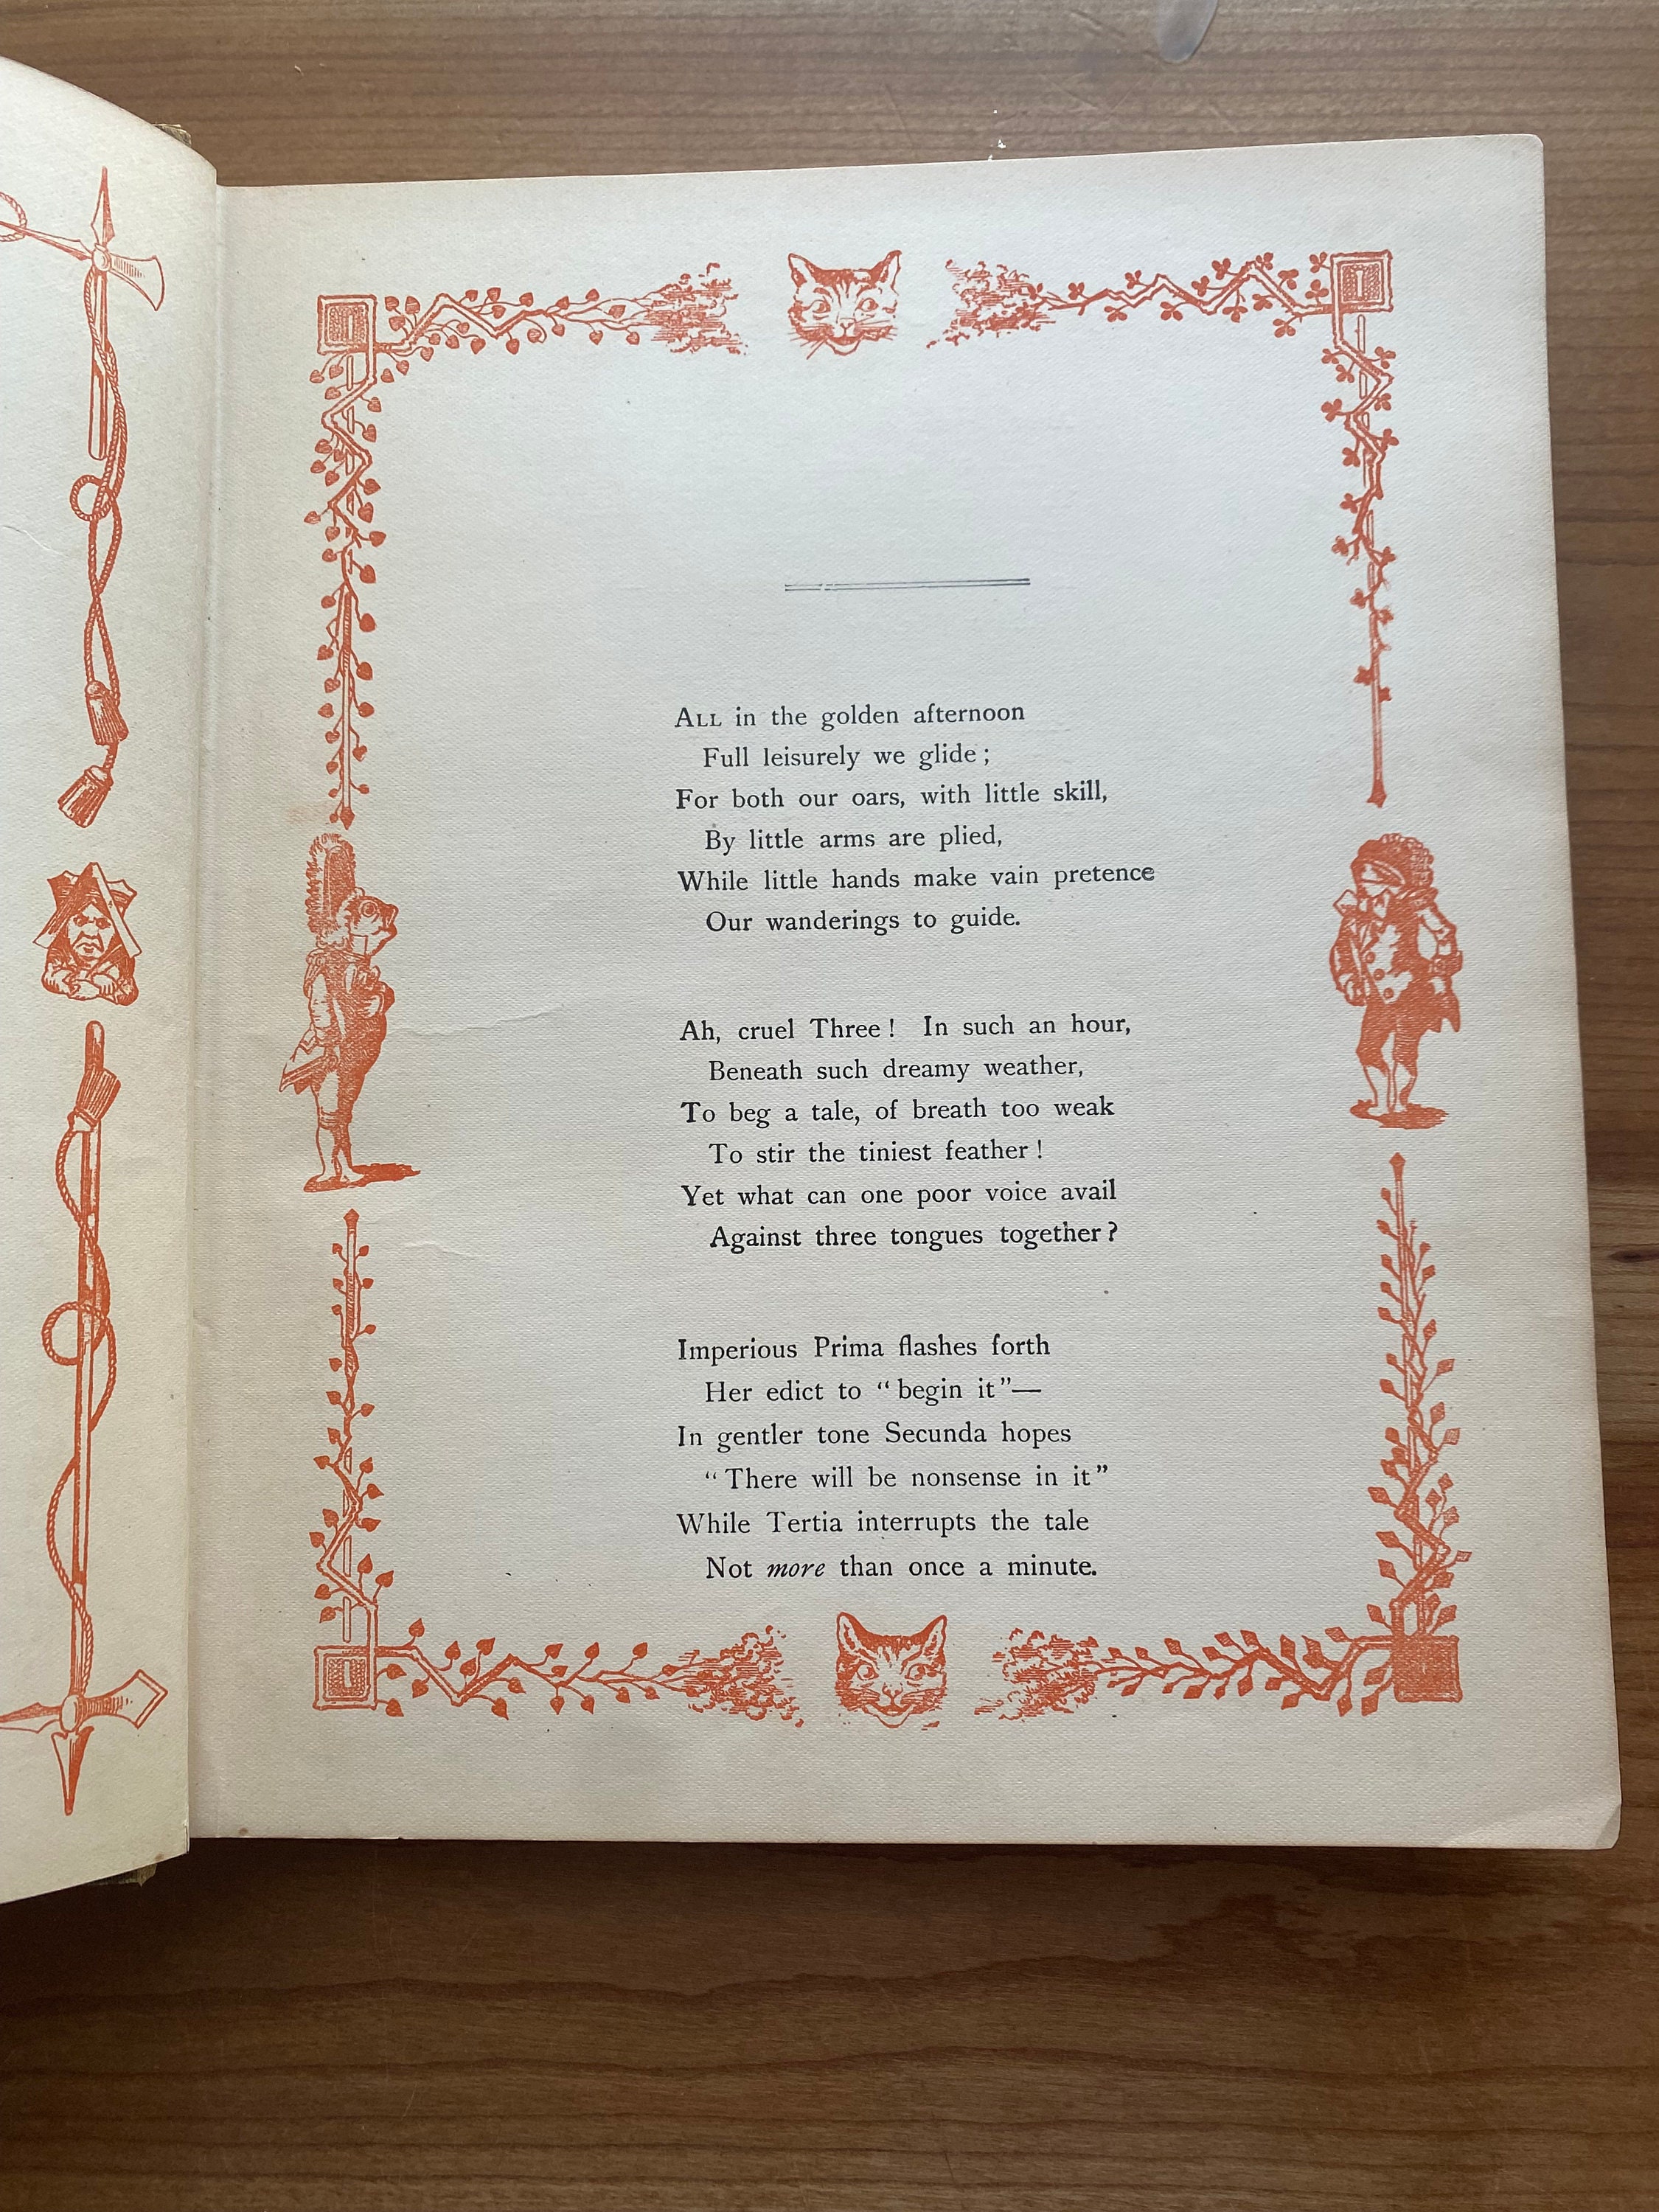 ALL in the golden afternoon
Full leisurely we glide;
For both our oars, with little skill,
By little arms are plied,
While little hands make vain pretence
Our wanderings to guide.
Ah, cruel Three! In such an hour,
Beneath such dreamy weather,
To beg a tale, of breath too weak
To stir the tiniest feather!
Yet what can one poor voice avail
Against three tongues together?
Imperious Prima flashes forth
Her edict to “begin it”—
In gentler tone Secunda hopes
“There will be nonsense in it”
While Tertia interrupts the tale
Not more than once a minute.